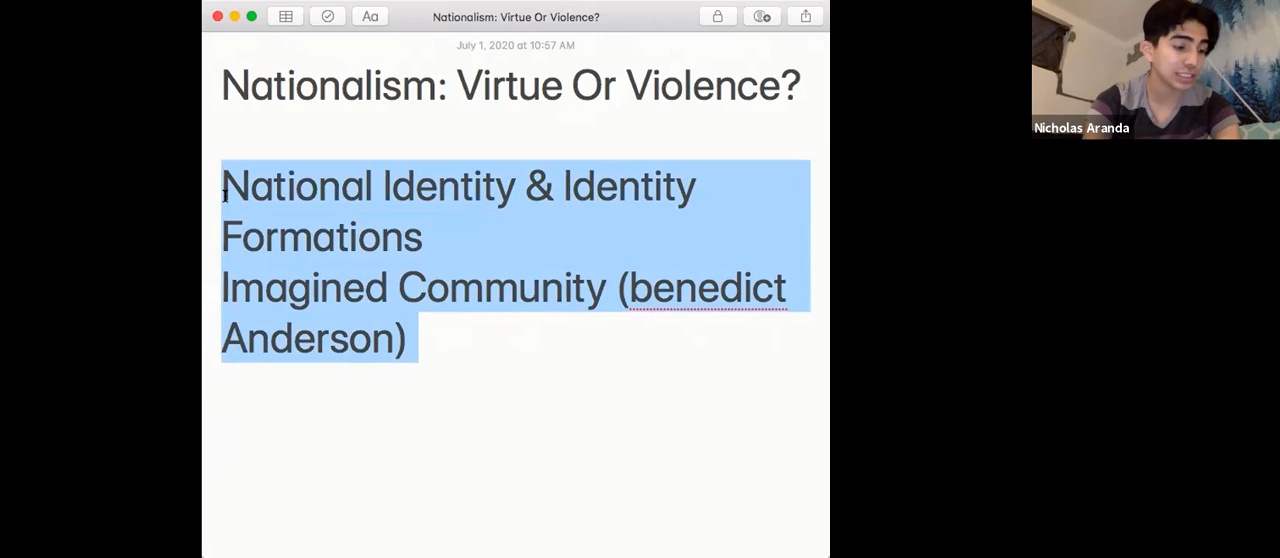 Aa
Nationalism: Virtue Or Violence?
July 1, 2020 at 10:57 AM
Nationalism: Virtue Or Violence?
National Identity & Identity
Formations
Imagined Community (benedict
Anderson)
Nicholas Aranda